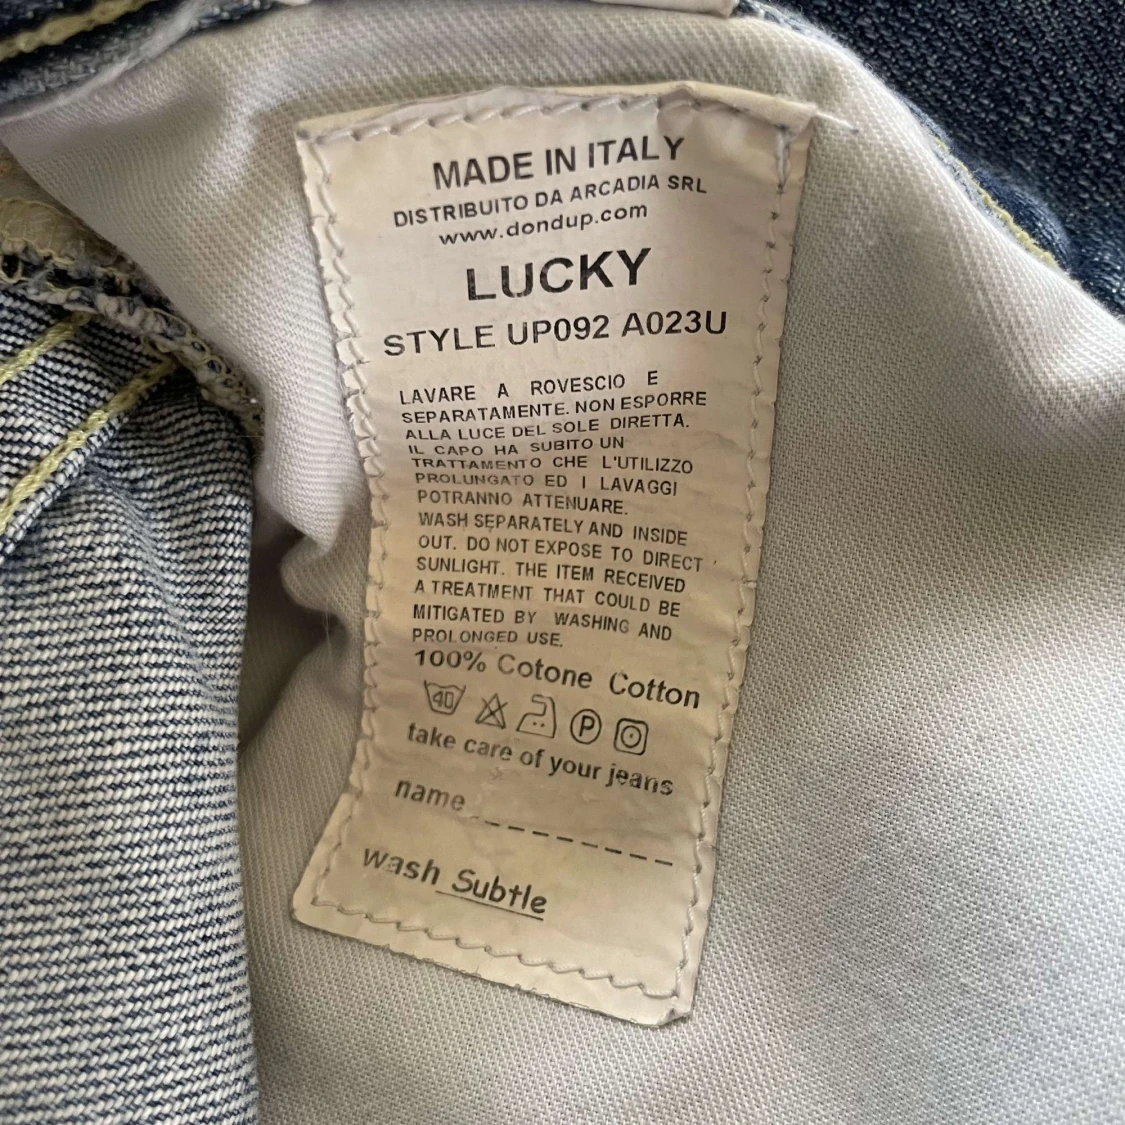 MADE IN ITALY
DISTRIBUITO DA ARCADIA SRL
www.dondup.com
LUCKY
STYLE UP092 A023U
LAVARE A ROVESCIO E
SEPARATAMENTE. NON ESPORRE
ALLA LUCE DEL SOLE DIRETTA.
IL CAPO HA SUBITO UN
TRATTAMENTO CHE L'UTILIZZO
PROLUNGATO ED I LAVAGGI
POTRANNO ATTENUARE.
WASH SEPARATELY AND INSIDE
OUT. DO NOT EXPOSE TO DIRECT
SUNLIGHT. THE ITEM RECEIVED
A TREATMENT THAT COULD BE
MITIGATED BY WASHING AND
PROLONGED USE.
100% Cotone Cotton
40 P
take care of your jeans
name
wash Subtle